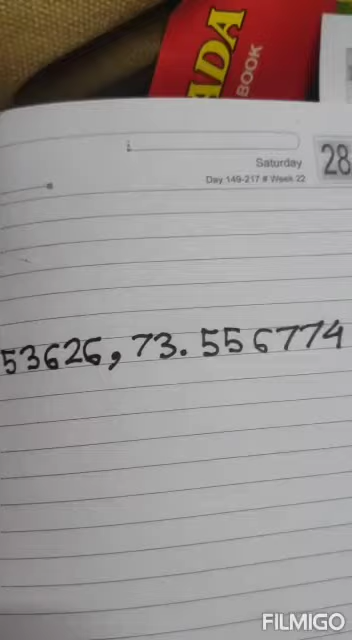 ADA
BOOK
Saturday
28
Day 149-217 # Week 22
53626, 73.556774
FILMIGO